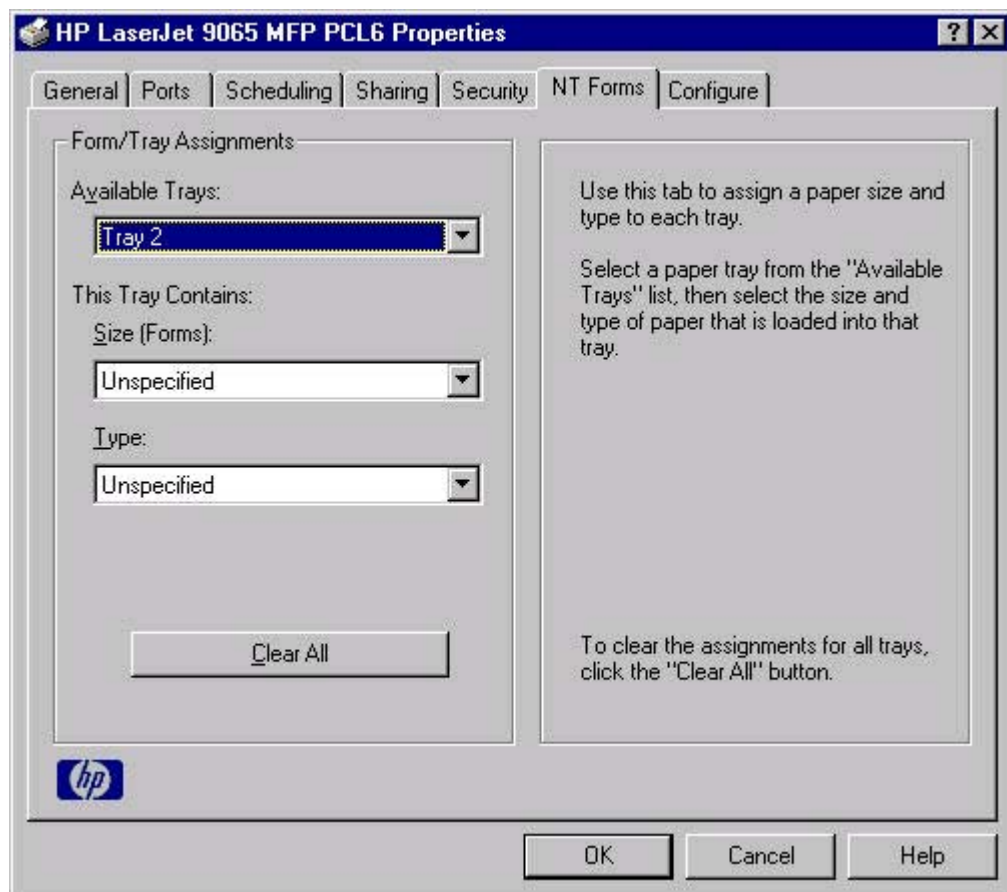 HP LaserJet 9065 MFP PCL6 Properties
General Ports Scheduling Sharing Security NT Forms Configure
Form/Tray Assignments
Available Trays:
Tray 2
This Tray Contains:
Size (Forms):
Unspecified
Type:
Unspecified
Clear All
Use this tab to assign a paper size and
type to each tray.
Select a paper tray from the "Available
Trays" list, then select the size and
type of paper that is loaded into that
tray.
To clear the assignments for all trays,
click the "Clear All" button.
hp
OK Cancel Help